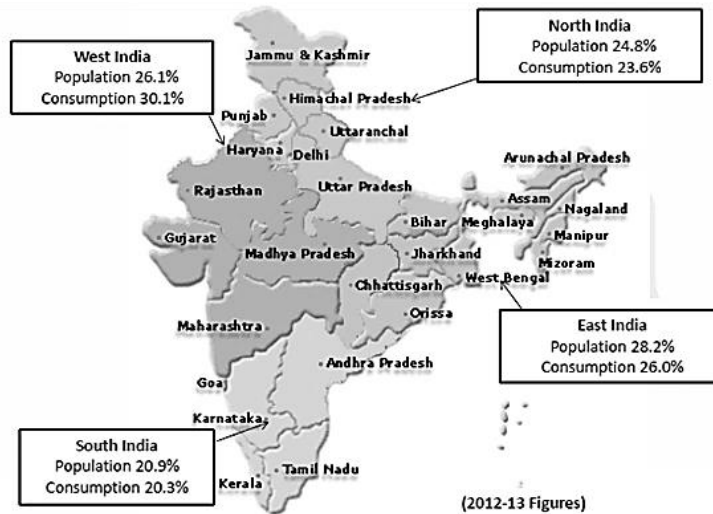 North India
Population 24.8%
Consumption 23.6%
West India
Population 26.1%
Consumption 30.1%
Jammu & Kashmir
Himachal Pradesh
Punjab
Uttaranchal
Haryana
Delhi
Arunachal Pradesh
Rajasthan
Uttar Pradesh
Assam
Bihar
Meghalaya
Nagaland
Gujarat
Manipur
Madhya Pradesh
Jharkhand
Mizoram
West Bengal
Chhattisgarh
Orissa
Maharashtra
East India
Population 28.2%
Consumption 26.0%
Andhra Pradesh
Goa
Karnataka
South India
Population 20.9%
Consumption 20.3%
Kerala
Tamil Nadu
(2012-13 Figures)